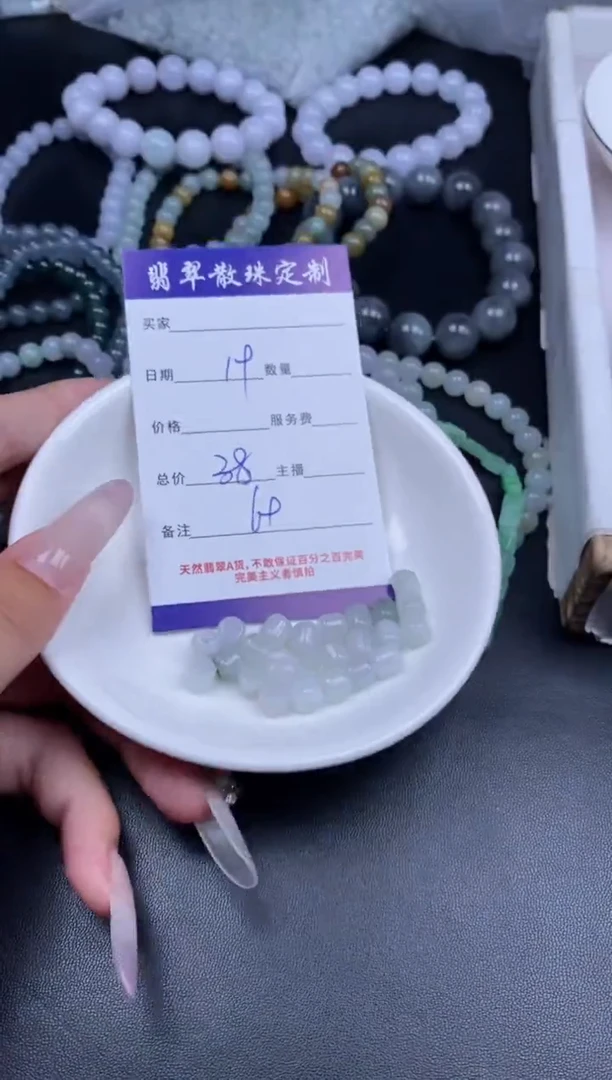 翡翠散珠定制
买家
日期 14 数量
价格 服务费
总价 38 主播
备注 64
天然翡翠A货，不敢保证百分之百完美
完美主义者慎拍